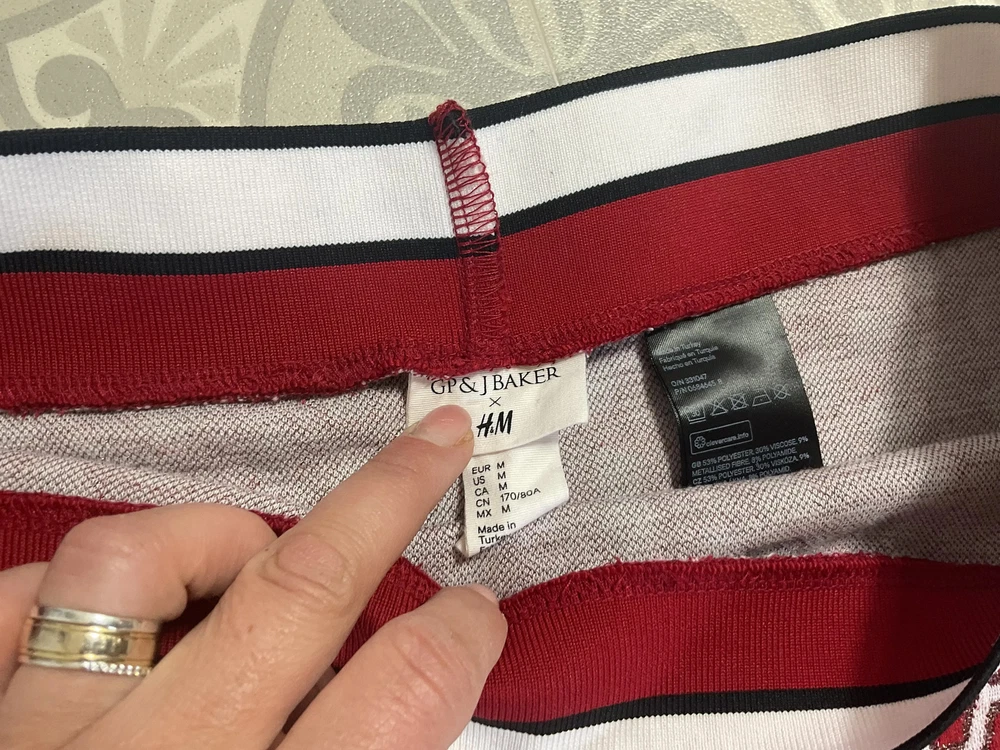 GP & J BAKER
×
H&M
EUR M
US M
CA M
CN 170/80A
MX M
Made in
Turke
Made in Turkey
Fabriqué en Turquie
Hecho en Turquía
O/N 331047
clevercare.info
GB 53% POLYESTER, 30% VISCOSE, 9%
METALLISED FIBRE, 8% POLYAMIDE
CZ 53% POLYESTER, 30% VISKÓZA, 9%